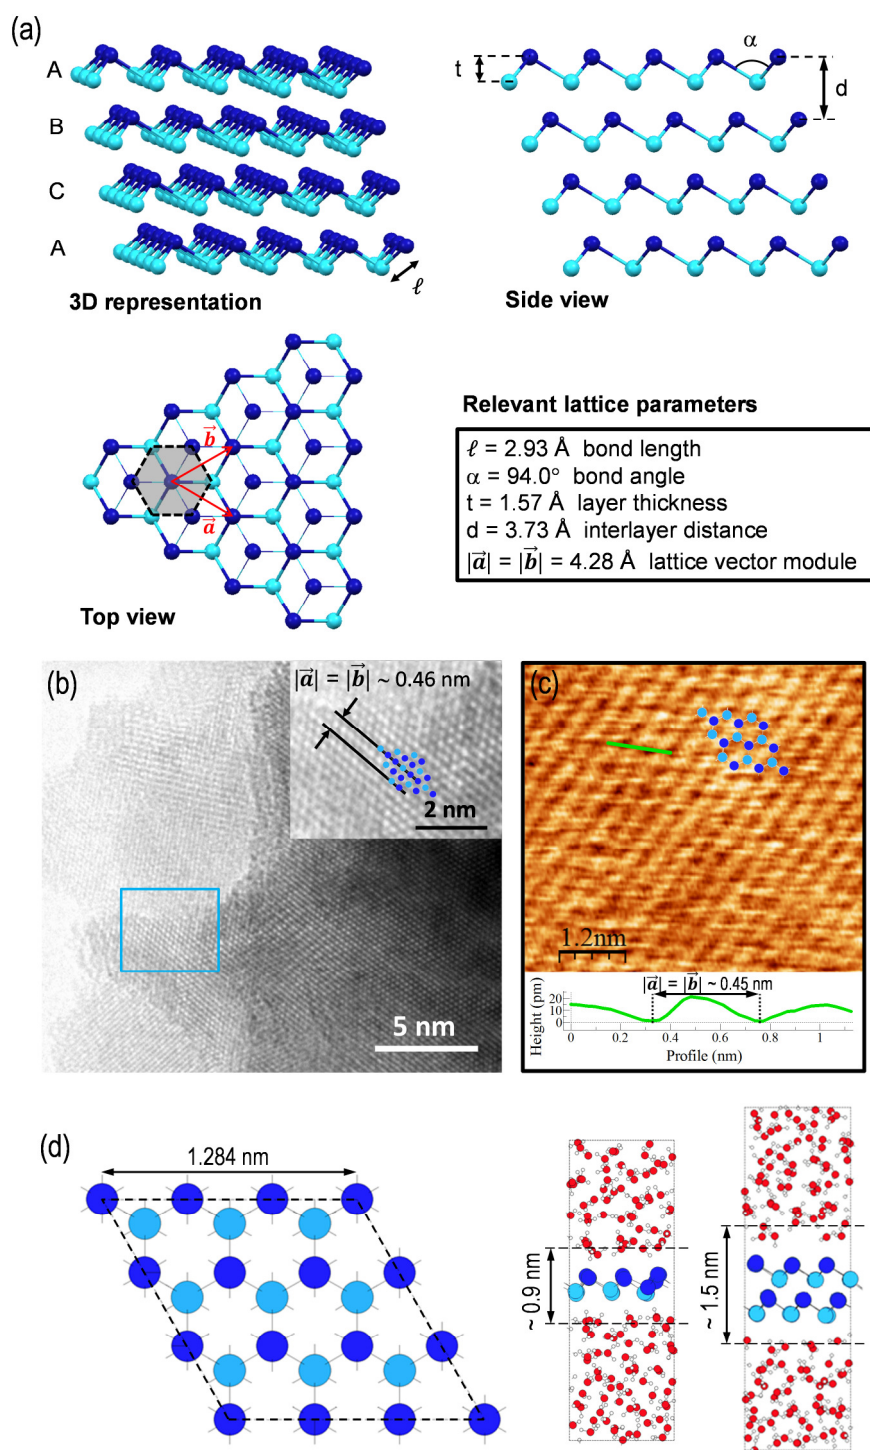 (a)
A
B
C
A
ℓ
3D representation
t
α
d
Side view
b⃗
a⃗
Top view
Relevant lattice parameters
ℓ = 2.93 Å bond length
α = 94.0° bond angle
t = 1.57 Å layer thickness
d = 3.73 Å interlayer distance
|a⃗| = |b⃗| = 4.28 Å lattice vector module
(b)
|a⃗| = |b⃗| ~ 0.46 nm
2 nm
5 nm
(c)
1.2nm
|a⃗| = |b⃗| ~ 0.45 nm
Height (pm)
20
10
0
0 0.2 0.4 0.6 0.8 1
Profile (nm)
(d)
1.284 nm
~ 0.9 nm
~ 1.5 nm